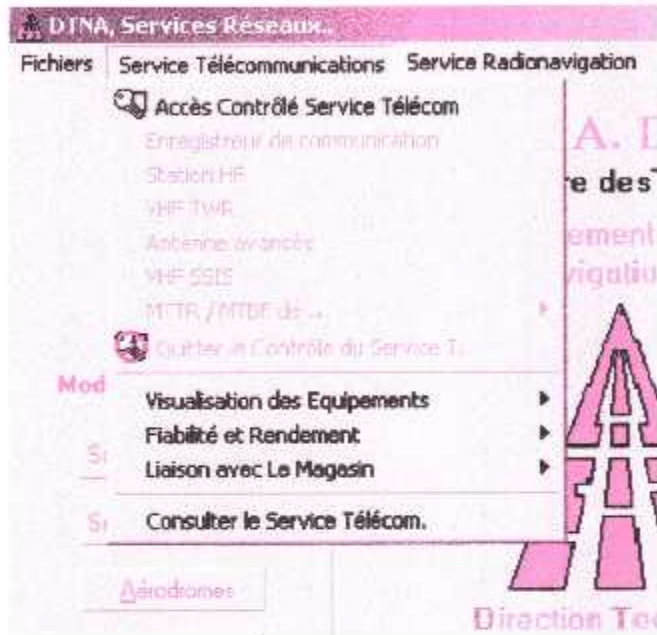 DTNA, Services Réseaux..
Fichiers Service Télécommunications Service Radionavigation
Accès Contrôlé Service Télécom
Enregistreur de communication
Station HF
VHF TWR
Antenne avancée
VHF SSIS
MTTR / MTBF de ...
Quitter le Contrôle du Service T..
Visualisation des Equipements
Fiabilité et Rendement
Liaison avec Le Magasin
Consulter le Service Télécom.
A. D
re des
ement
vigatio
Mod
S
S
Aérodromes
Direction Tec